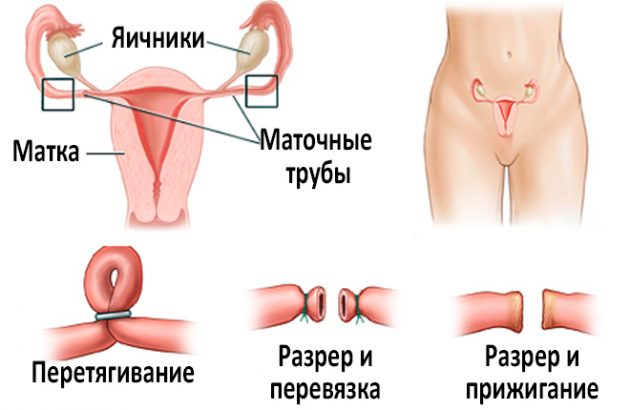 Яичники
Матка
Маточные
трубы
Перетягивание
Разрер и
перевязка
Разрер и
прижигание